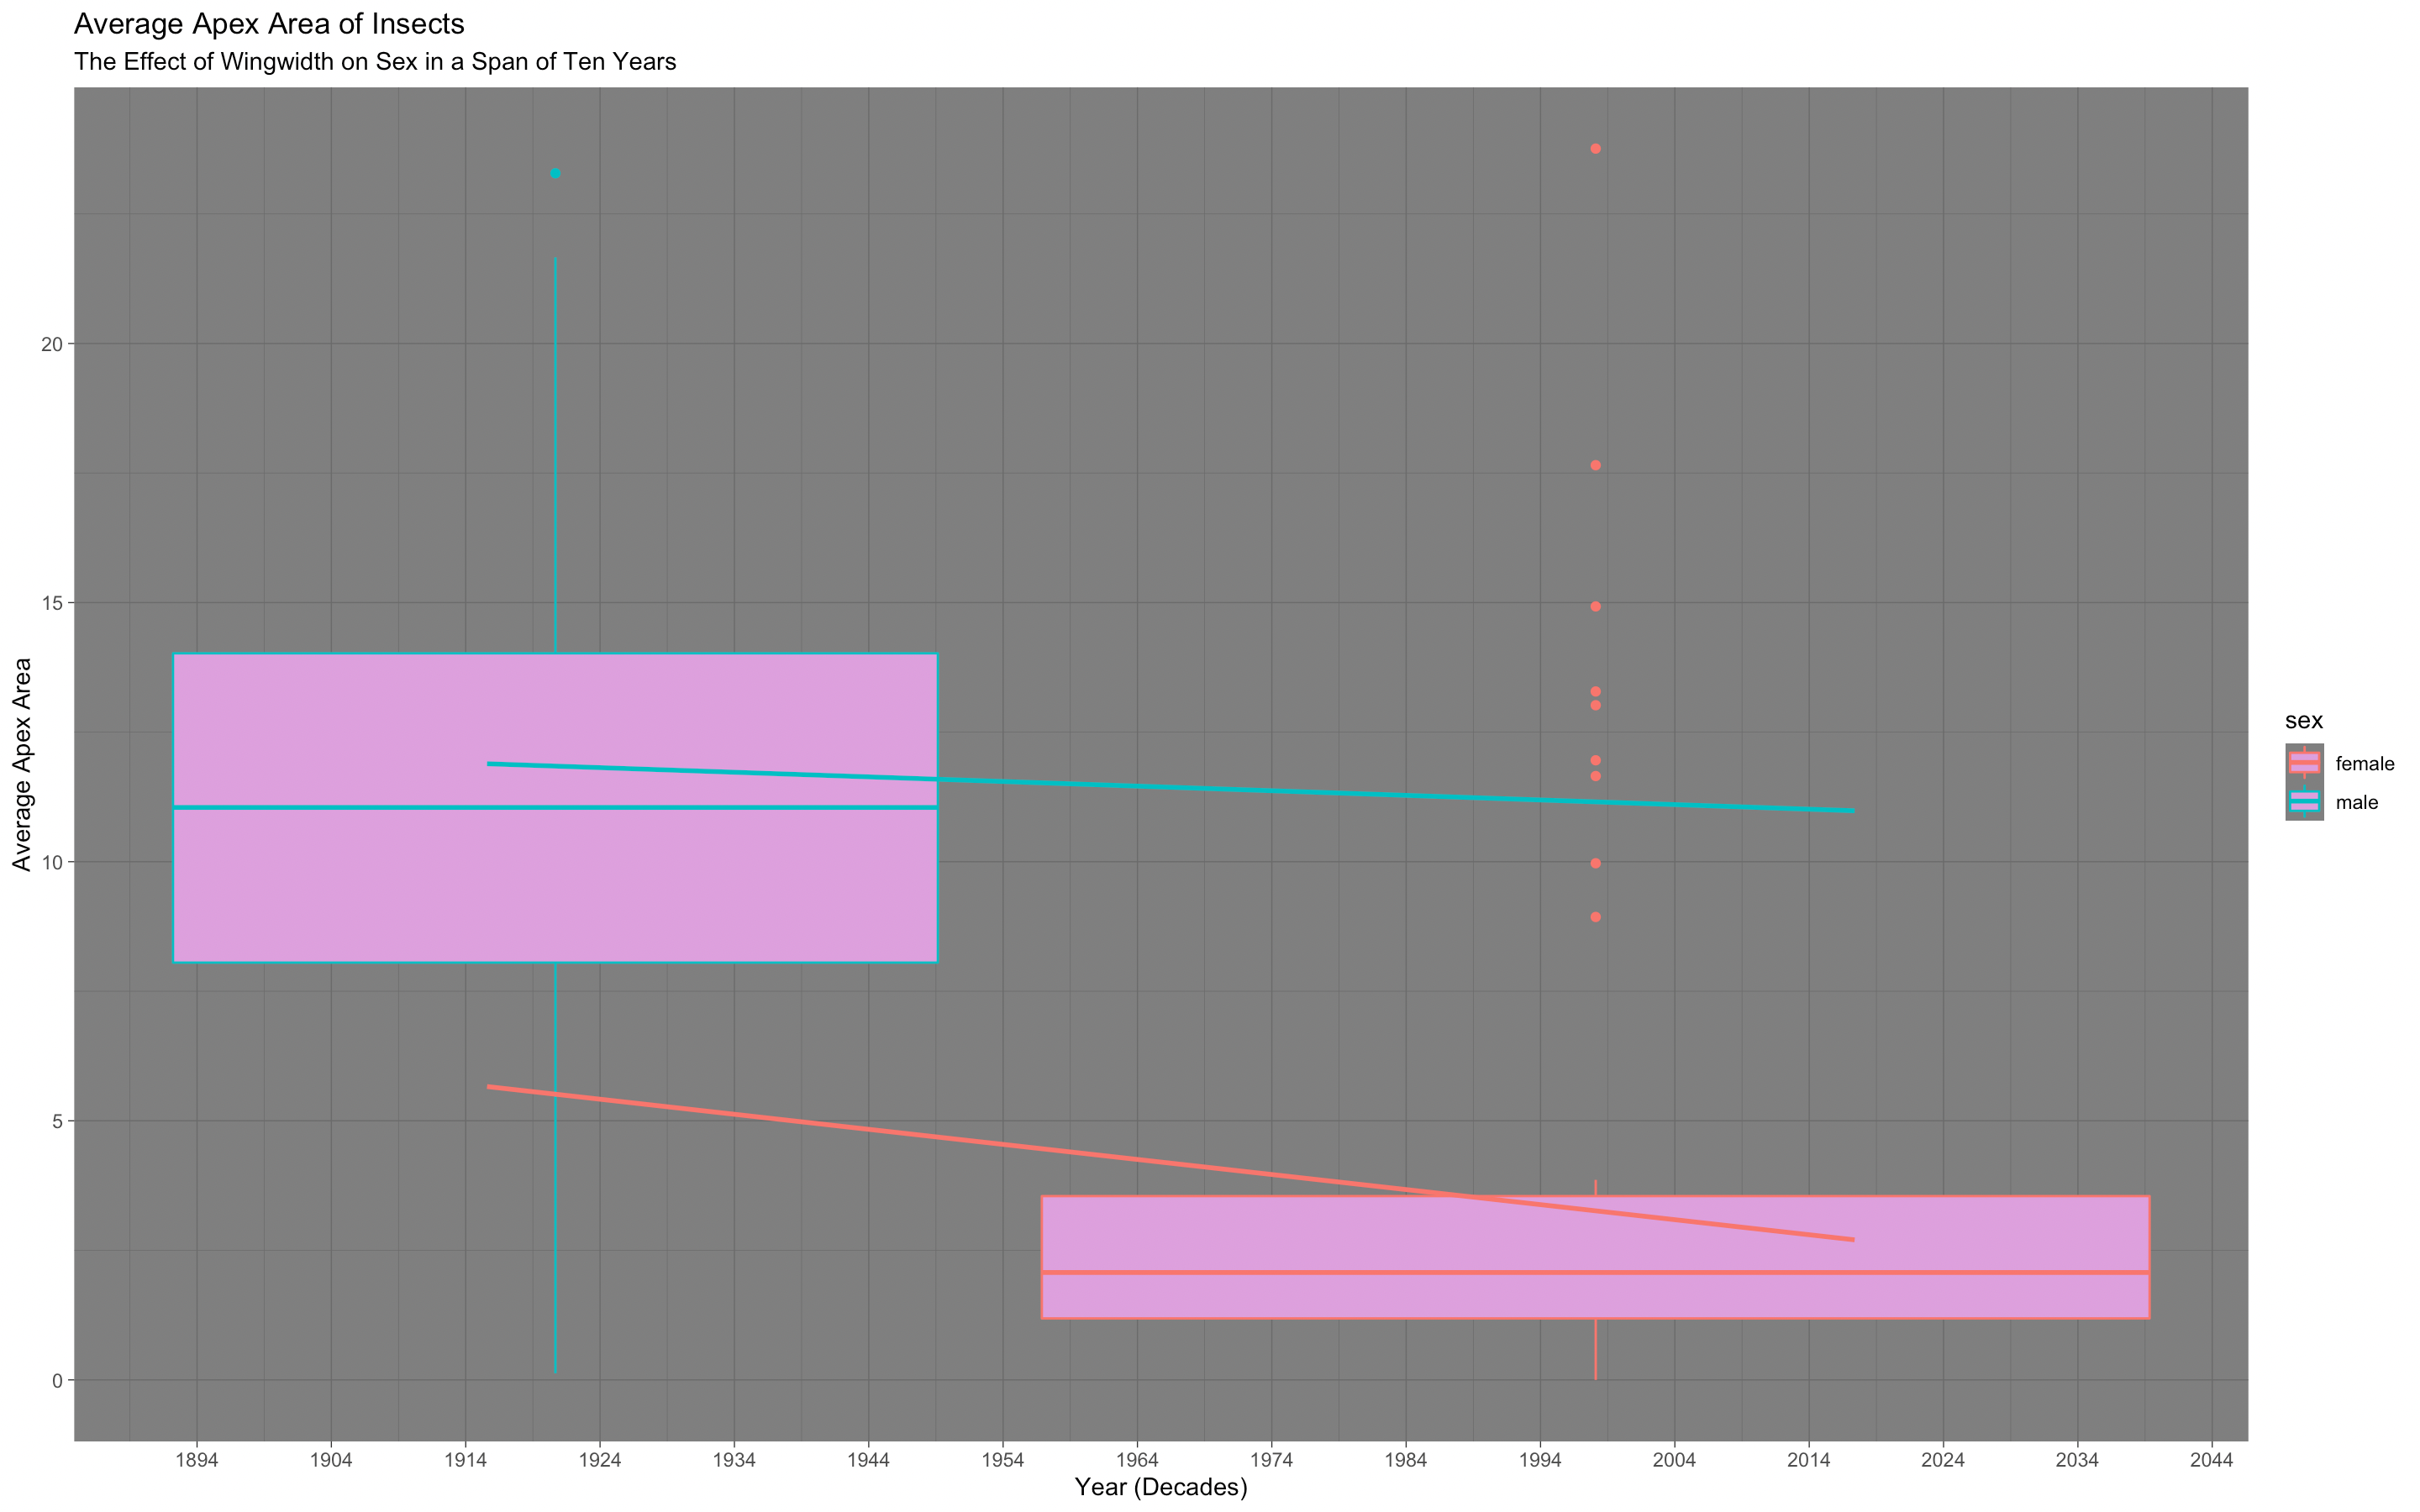 Average Apex Area of Insects
The Effect of Wingwidth on Sex in a Span of Ten Years
Average Apex Area
20
15
10
5
0
1894 1904 1914 1924 1934 1944 1954 1964 1974 1984 1994 2004 2014 2024 2034 2044
Year (Decades)
sex
female
male